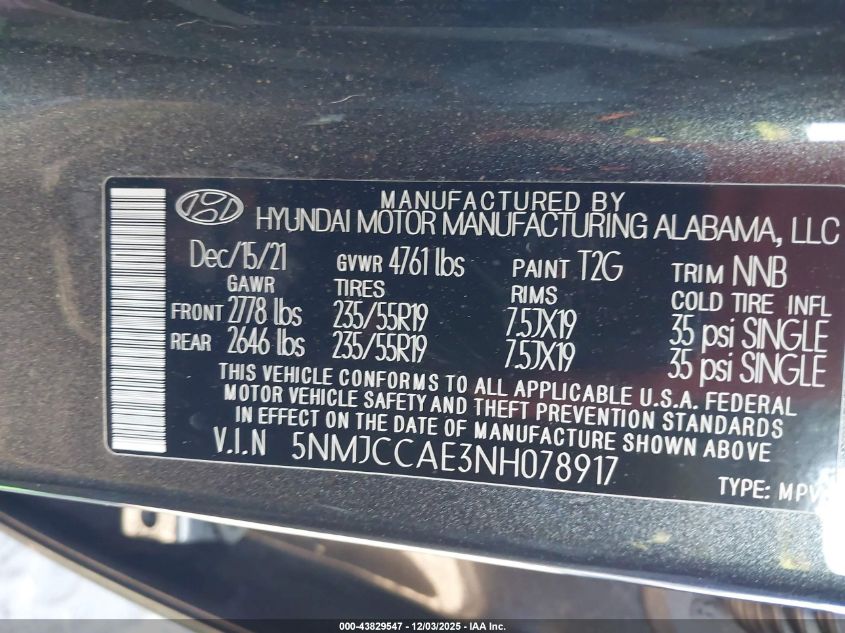 MANUFACTURED BY
HYUNDAI MOTOR MANUFACTURING ALABAMA, LLC
Dec/15/21 GVWR 4761 lbs PAINT T2G TRIM NNB
GAWR TIRES RIMS COLD TIRE INFL
FRONT 2778 lbs 235/55R19 7.5JX19 35 psi SINGLE
REAR 2646 lbs 235/55R19 7.5JX19 35 psi SINGLE
THIS VEHICLE CONFORMS TO ALL APPLICABLE U.S.A. FEDERAL
MOTOR VEHICLE SAFETY AND THEFT PREVENTION STANDARDS
IN EFFECT ON THE DATE OF MANUFACTURE SHOWN ABOVE
V.I.N 5NMJCCAE3NH078917
TYPE: MPV
000-43829547 - 12/03/2025 - IAA Inc.